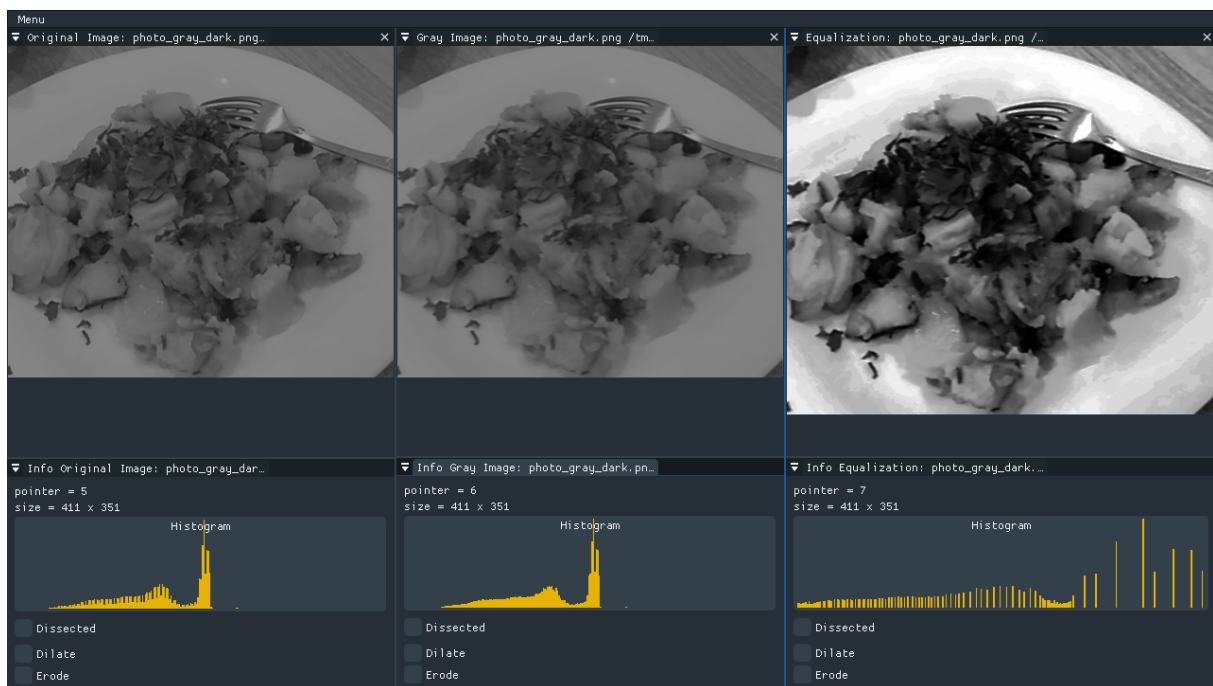 Menu
Original Image: photo_gray_dark.png…
Gray Image: photo_gray_dark.png /tm…
Equalization: photo_gray_dark.png /…
Info Original Image: photo_gray_dar…
pointer = 5
size = 411 x 351
Histogram
Dissected
Dilate
Erode
Info Gray Image: photo_gray_dark.pn…
pointer = 6
size = 411 x 351
Histogram
Dissected
Dilate
Erode
Info Equalization: photo_gray_dark.…
pointer = 7
size = 411 x 351
Histogram
Dissected
Dilate
Erode